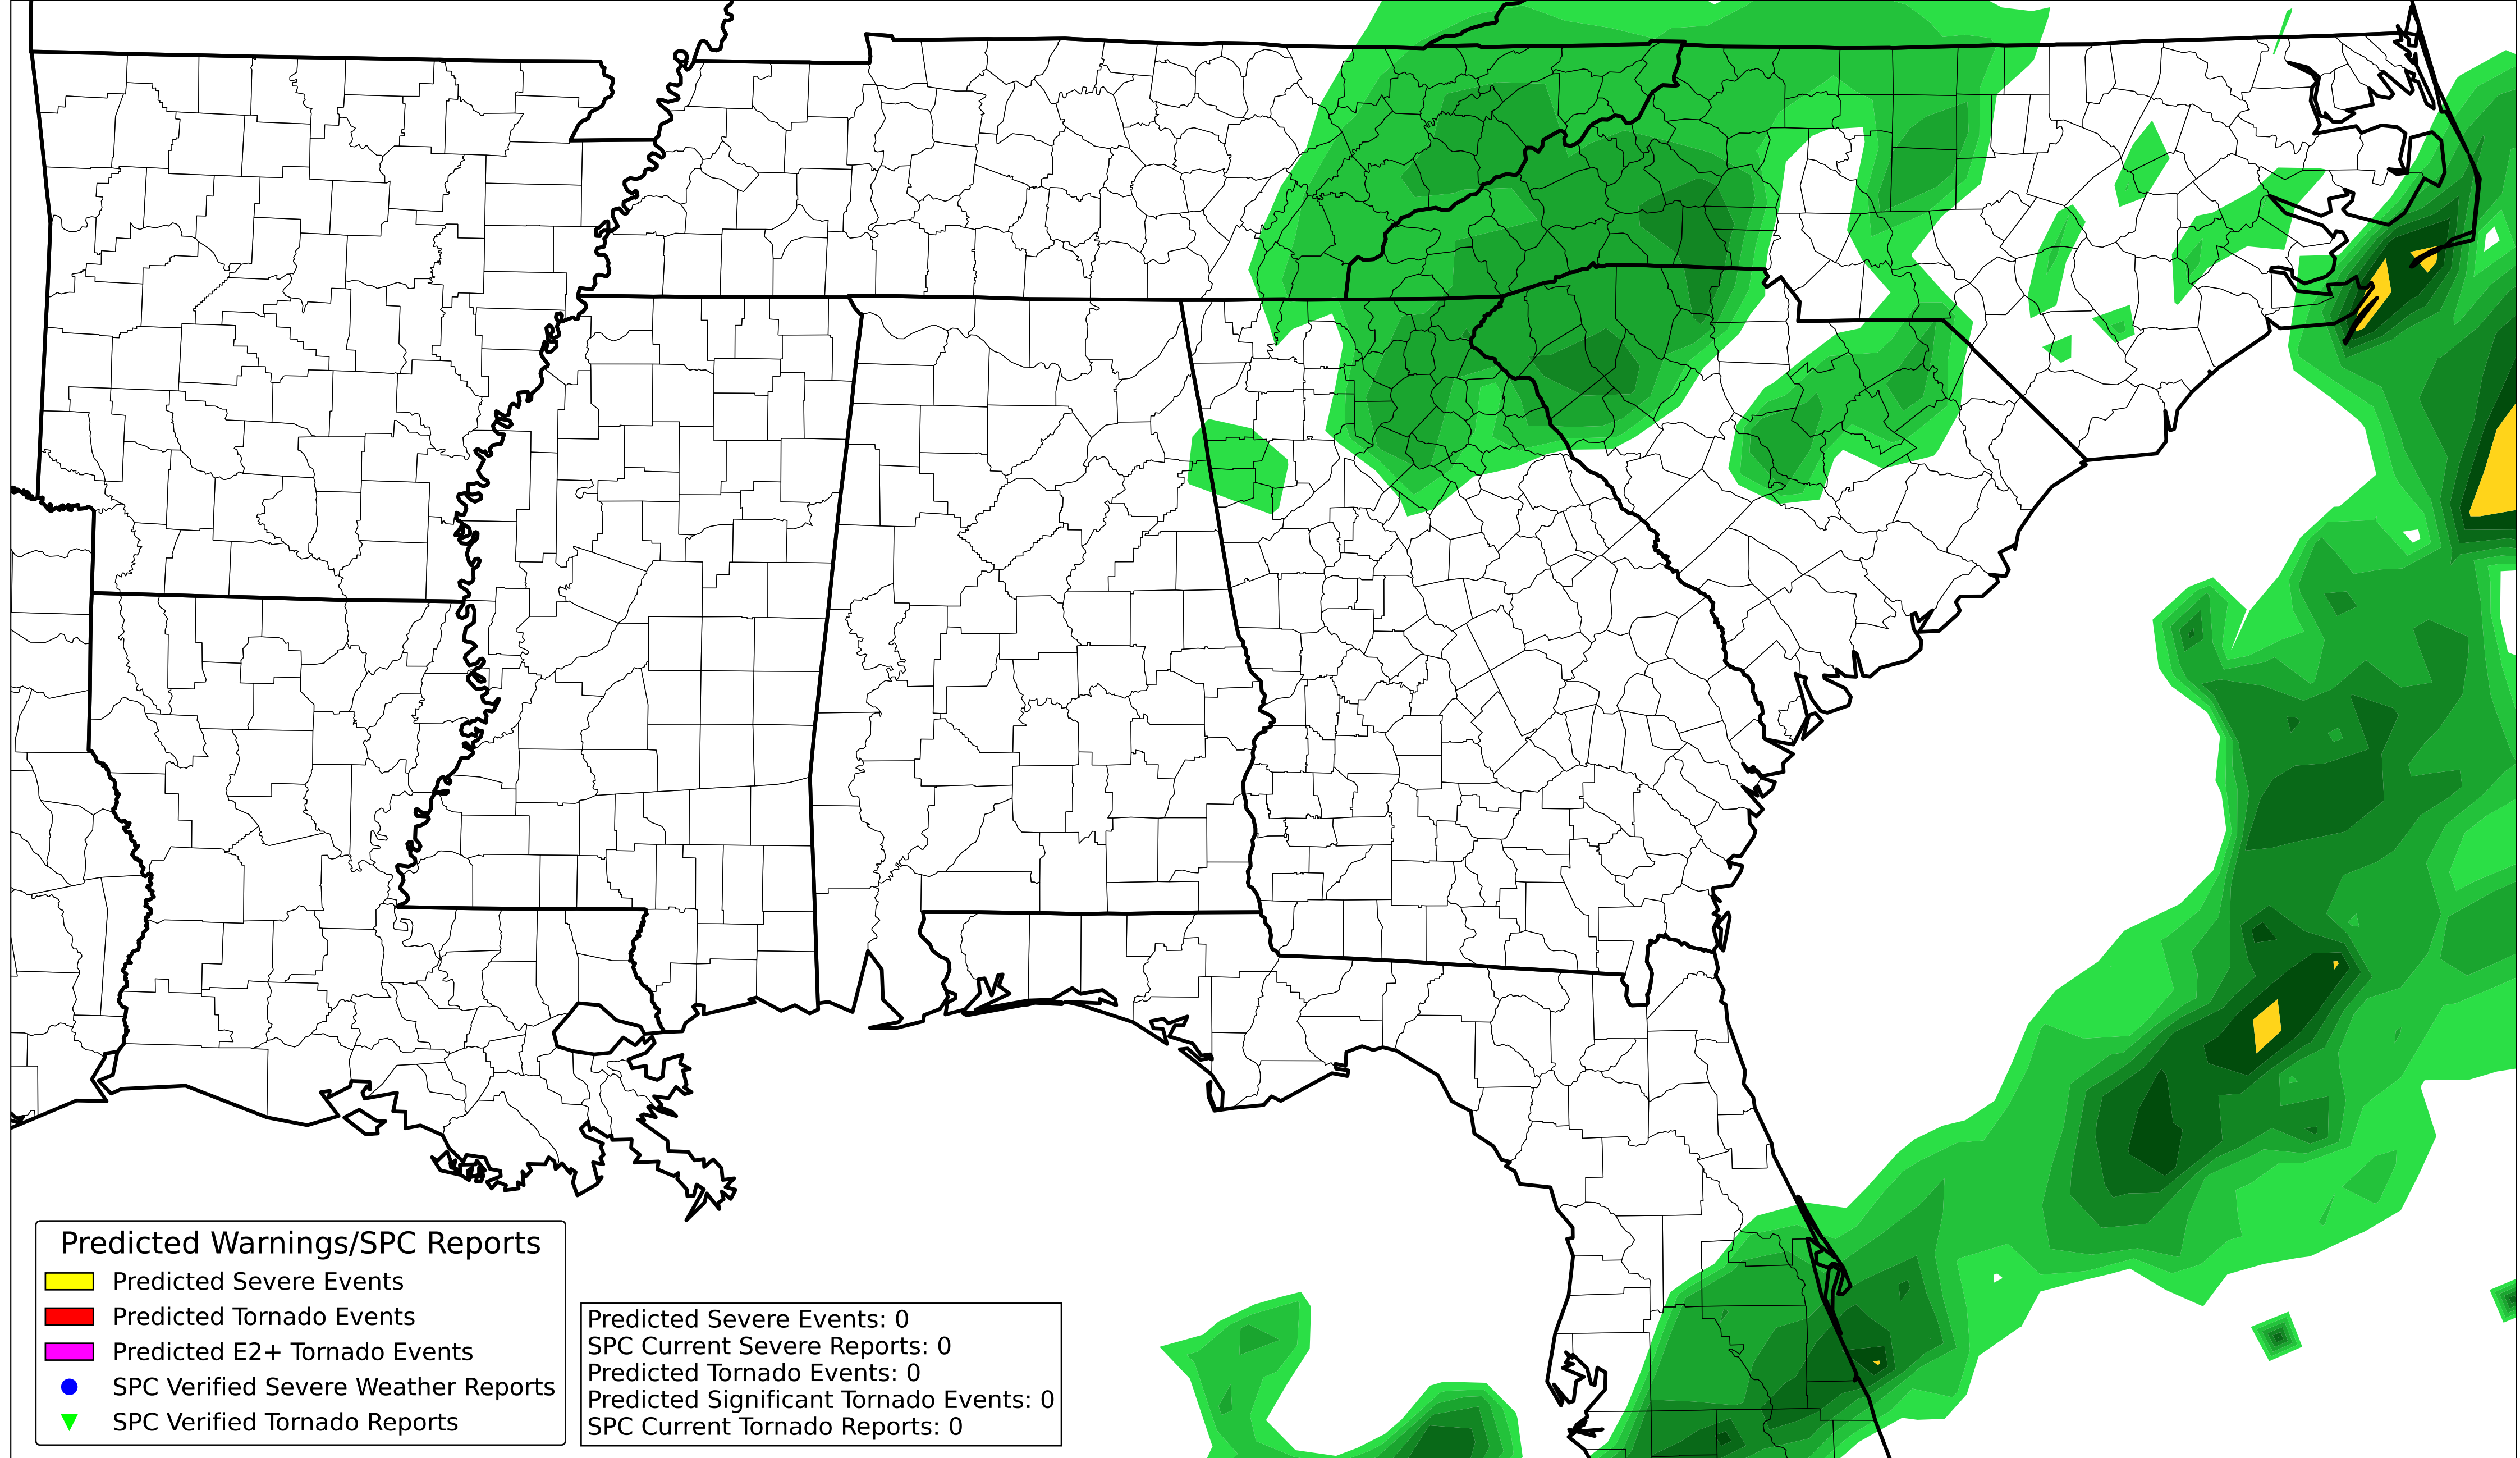 Predicted Warnings/SPC Reports
Predicted Severe Events
Predicted Tornado Events
Predicted E2+ Tornado Events
SPC Verified Severe Weather Reports
SPC Verified Tornado Reports
Predicted Severe Events: 0
SPC Current Severe Reports: 0
Predicted Tornado Events: 0
Predicted Significant Tornado Events: 0
SPC Current Tornado Reports: 0